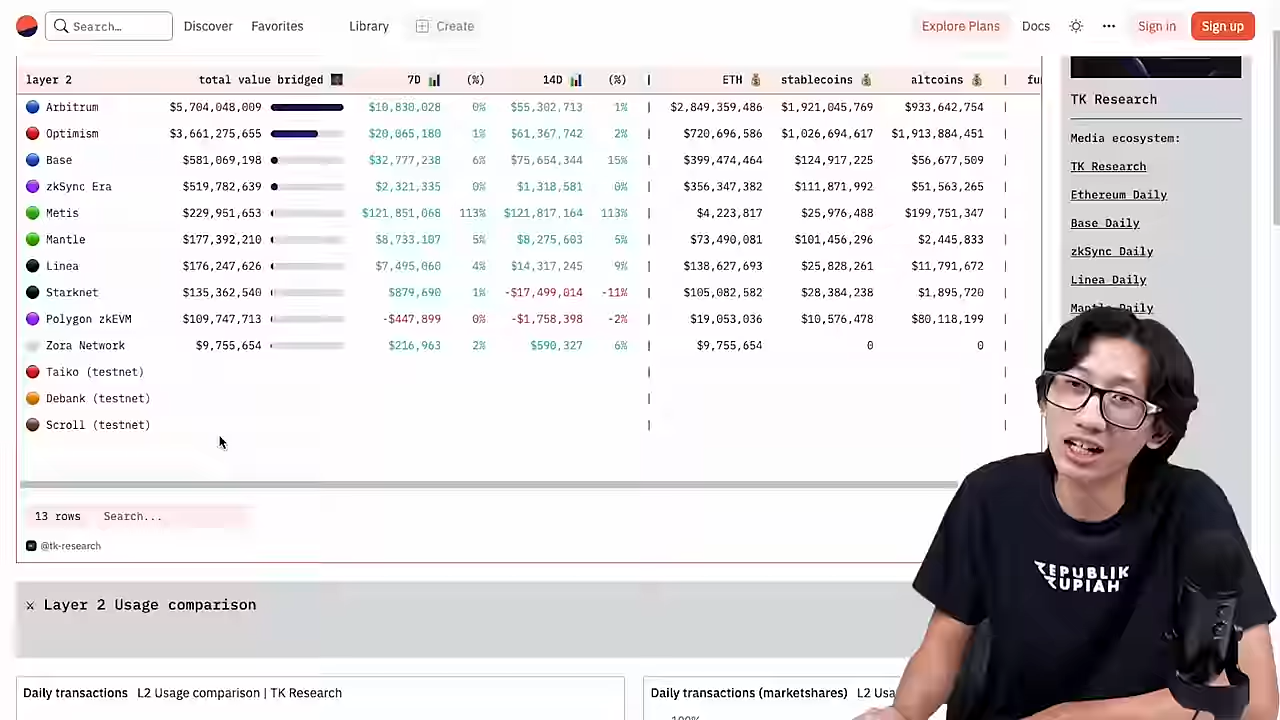 Search... Discover Favorites Library Create Explore Plans Docs ... Sign in Sign up
layer 2 total value bridged 7D (%) 14D (%) | ETH stablecoins altcoins | fu
Arbitrum $5,704,048,009 $10,830,028 0% $55,302,713 1% | $2,849,359,486 $1,921,045,769 $933,642,754
Optimism $3,661,275,655 $20,065,180 1% $61,367,742 2% | $720,696,586 $1,026,694,617 $1,913,884,451
Base $581,069,198 $32,777,238 6% $75,654,344 15% | $399,474,464 $124,917,225 $56,677,509
zkSync Era $519,782,639 $2,321,335 0% $1,318,581 0% | $356,347,382 $111,871,992 $51,563,265
Metis $229,951,653 $121,851,068 113% $121,817,164 113% | $4,223,817 $25,976,488 $199,751,347
Mantle $177,392,210 $8,733,107 5% $8,275,603 5% | $73,490,081 $101,456,296 $2,445,833
Linea $176,247,626 $7,495,060 4% $14,317,245 9% | $138,627,693 $25,828,261 $11,791,672
Starknet $135,362,540 $879,690 1% -$17,499,014 -11% | $105,082,582 $28,384,238 $1,895,720
Polygon zkEVM $109,747,713 -$447,899 0% -$1,758,398 -2% | $19,053,036 $10,576,478 $80,118,199
Zora Network $9,755,654 $216,963 2% $590,327 6% | $9,755,654 0 0
Taiko (testnet) | |
Debank (testnet) | |
Scroll (testnet) | |
13 rows Search...
@tk-research
TK Research
Media ecosystem:
TK Research
Ethereum Daily
Base Daily
zkSync Daily
Linea Daily
Mantle Daily
REPUBLIK
RUPIAH
⚔ Layer 2 Usage comparison
Daily transactions L2 Usage comparison | TK Research
Daily transactions (marketshares) L2 Usa
100%